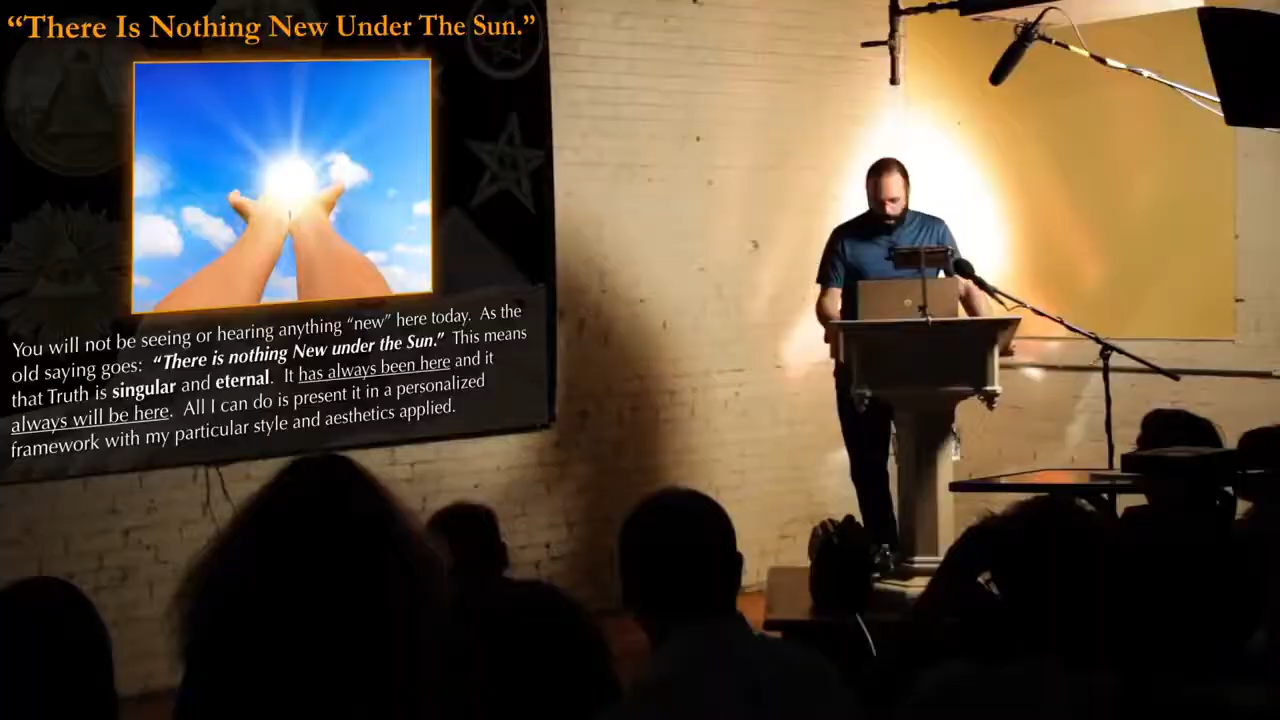 “There Is Nothing New Under The Sun.”
You will not be seeing or hearing anything “new” here today.  As the
old saying goes:  “There is nothing New under the Sun.”  This means
that Truth is singular and eternal.  It has always been here and it
always will be here.  All I can do is present it in a personalized
framework with my particular style and aesthetics applied.